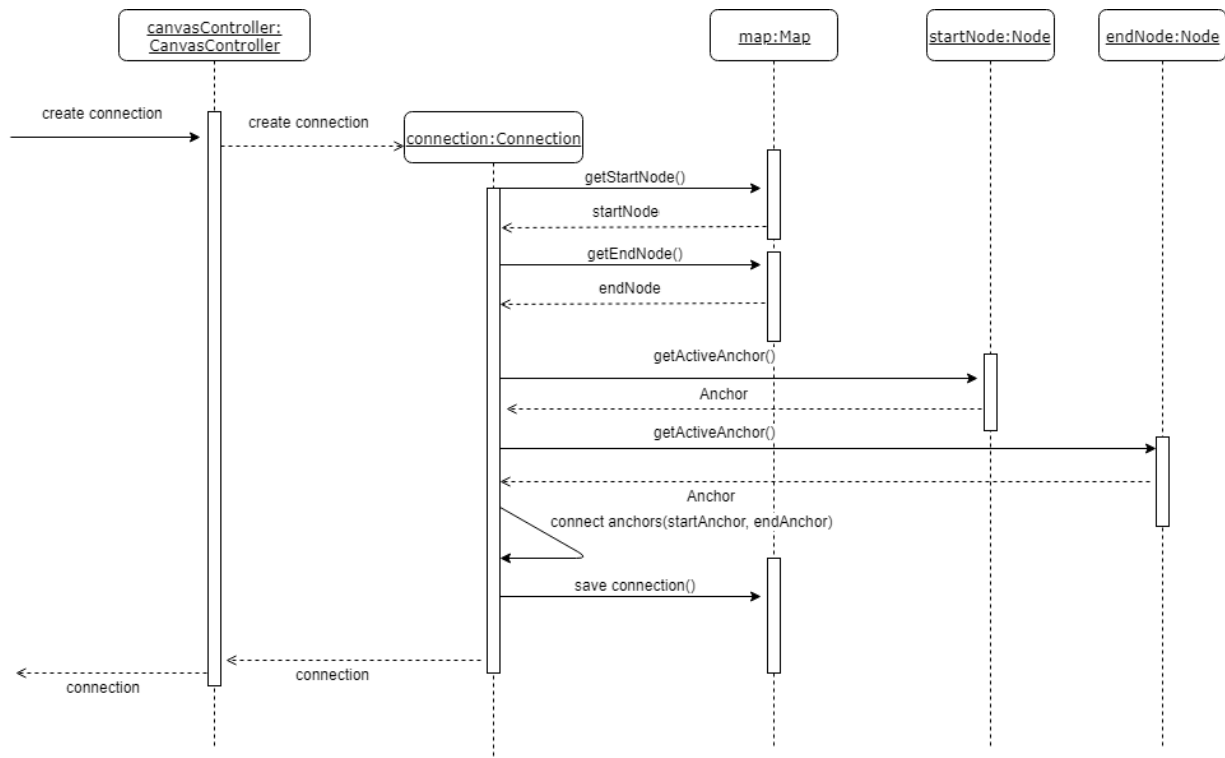 canvasController:
CanvasController
map:Map
startNode:Node
endNode:Node
create connection
create connection
connection:Connection
getStartNode()
startNode
getEndNode()
endNode
getActiveAnchor()
Anchor
getActiveAnchor()
Anchor
connect anchors(startAnchor, endAnchor)
save connection()
connection
connection